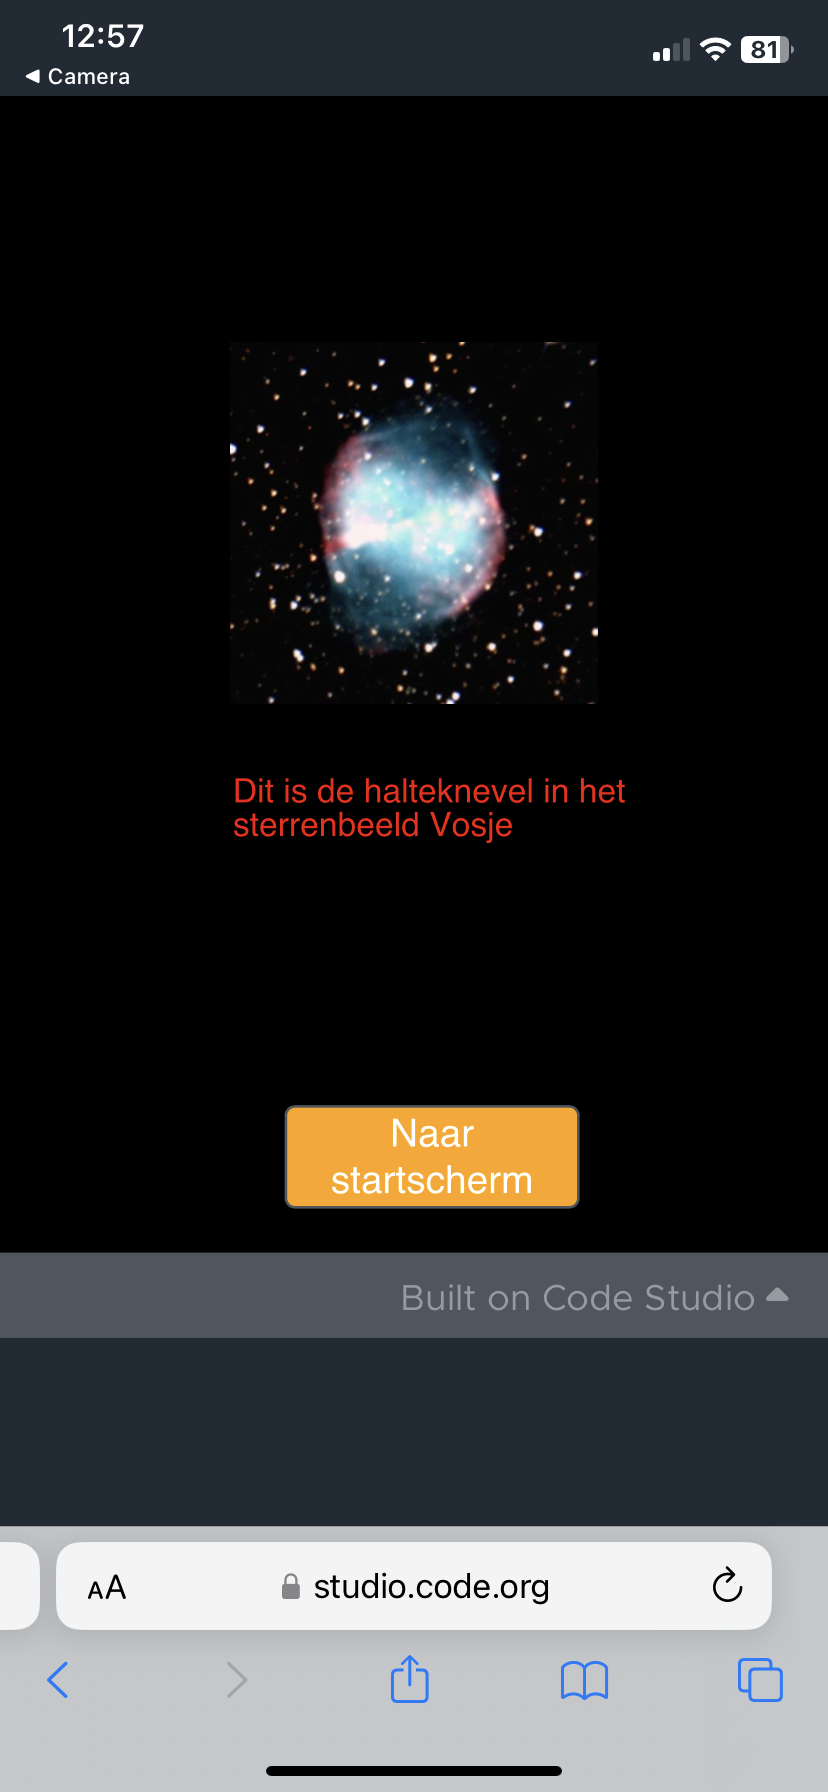 12:57
81
Camera
Dit is de halteknevel in het
sterrenbeeld Vosje
Naar
startscherm
Built on Code Studio
AA
studio.code.org